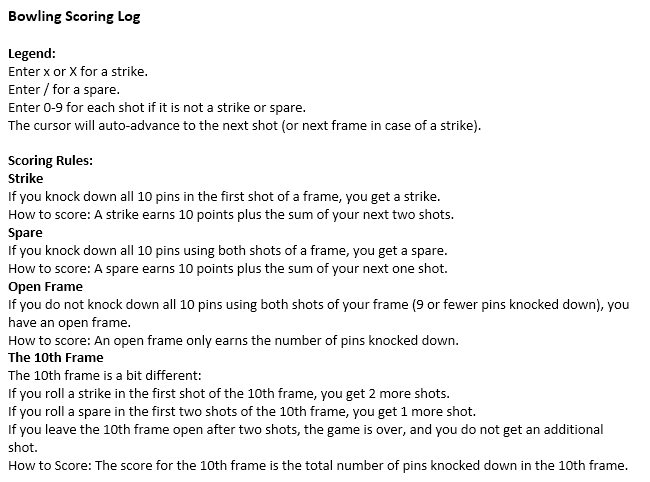 Bowling Scoring Log
Legend:
Enter x or X for a strike.
Enter / for a spare.
Enter 0-9 for each shot if it is not a strike or spare.
The cursor will auto-advance to the next shot (or next frame in case of a strike).
Scoring Rules:
Strike
If you knock down all 10 pins in the first shot of a frame, you get a strike.
How to score: A strike earns 10 points plus the sum of your next two shots.
Spare
If you knock down all 10 pins using both shots of a frame, you get a spare.
How to score: A spare earns 10 points plus the sum of your next one shot.
Open Frame
If you do not knock down all 10 pins using both shots of your frame (9 or fewer pins knocked down), you
have an open frame.
How to score: An open frame only earns the number of pins knocked down.
The 10th Frame
The 10th frame is a bit different:
If you roll a strike in the first shot of the 10th frame, you get 2 more shots.
If you roll a spare in the first two shots of the 10th frame, you get 1 more shot.
If you leave the 10th frame open after two shots, the game is over, and you do not get an additional
shot.
How to Score: The score for the 10th frame is the total number of pins knocked down in the 10th frame.